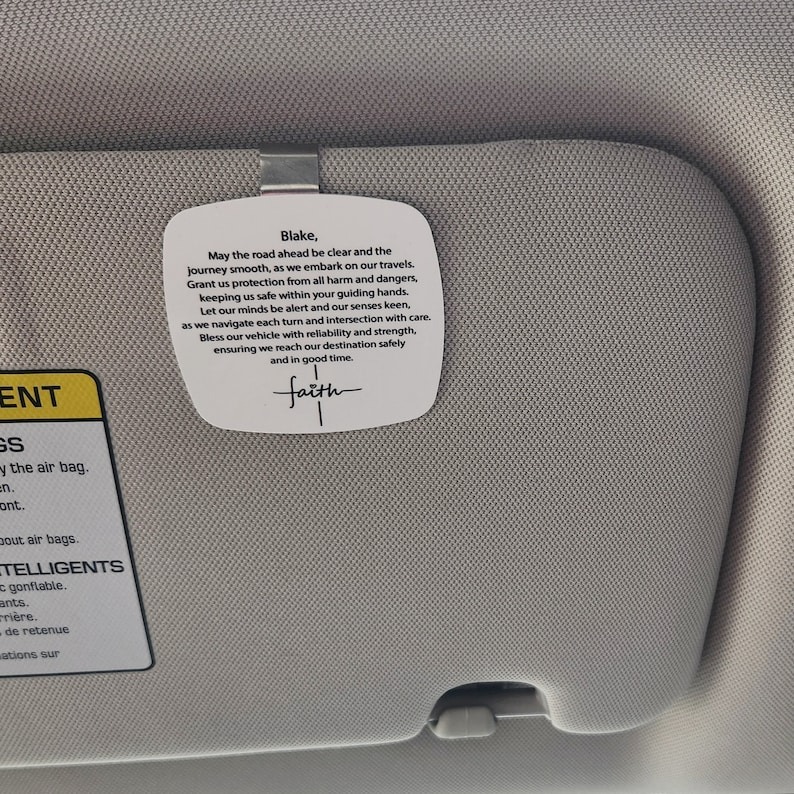 Blake,
May the road ahead be clear and the
journey smooth, as we embark on our travels.
Grant us protection from all harm and dangers,
keeping us safe within your guiding hands.
Let our minds be alert and our senses keen,
as we navigate each turn and intersection with care.
Bless our vehicle with reliability and strength,
ensuring we reach our destination safely
and in good time.
faith
ENT
GS
y the air bag.
en.
ont.
bout air bags.
TELLIGENTS
c gonflable.
ants.
rrière.
de retenue
ations sur